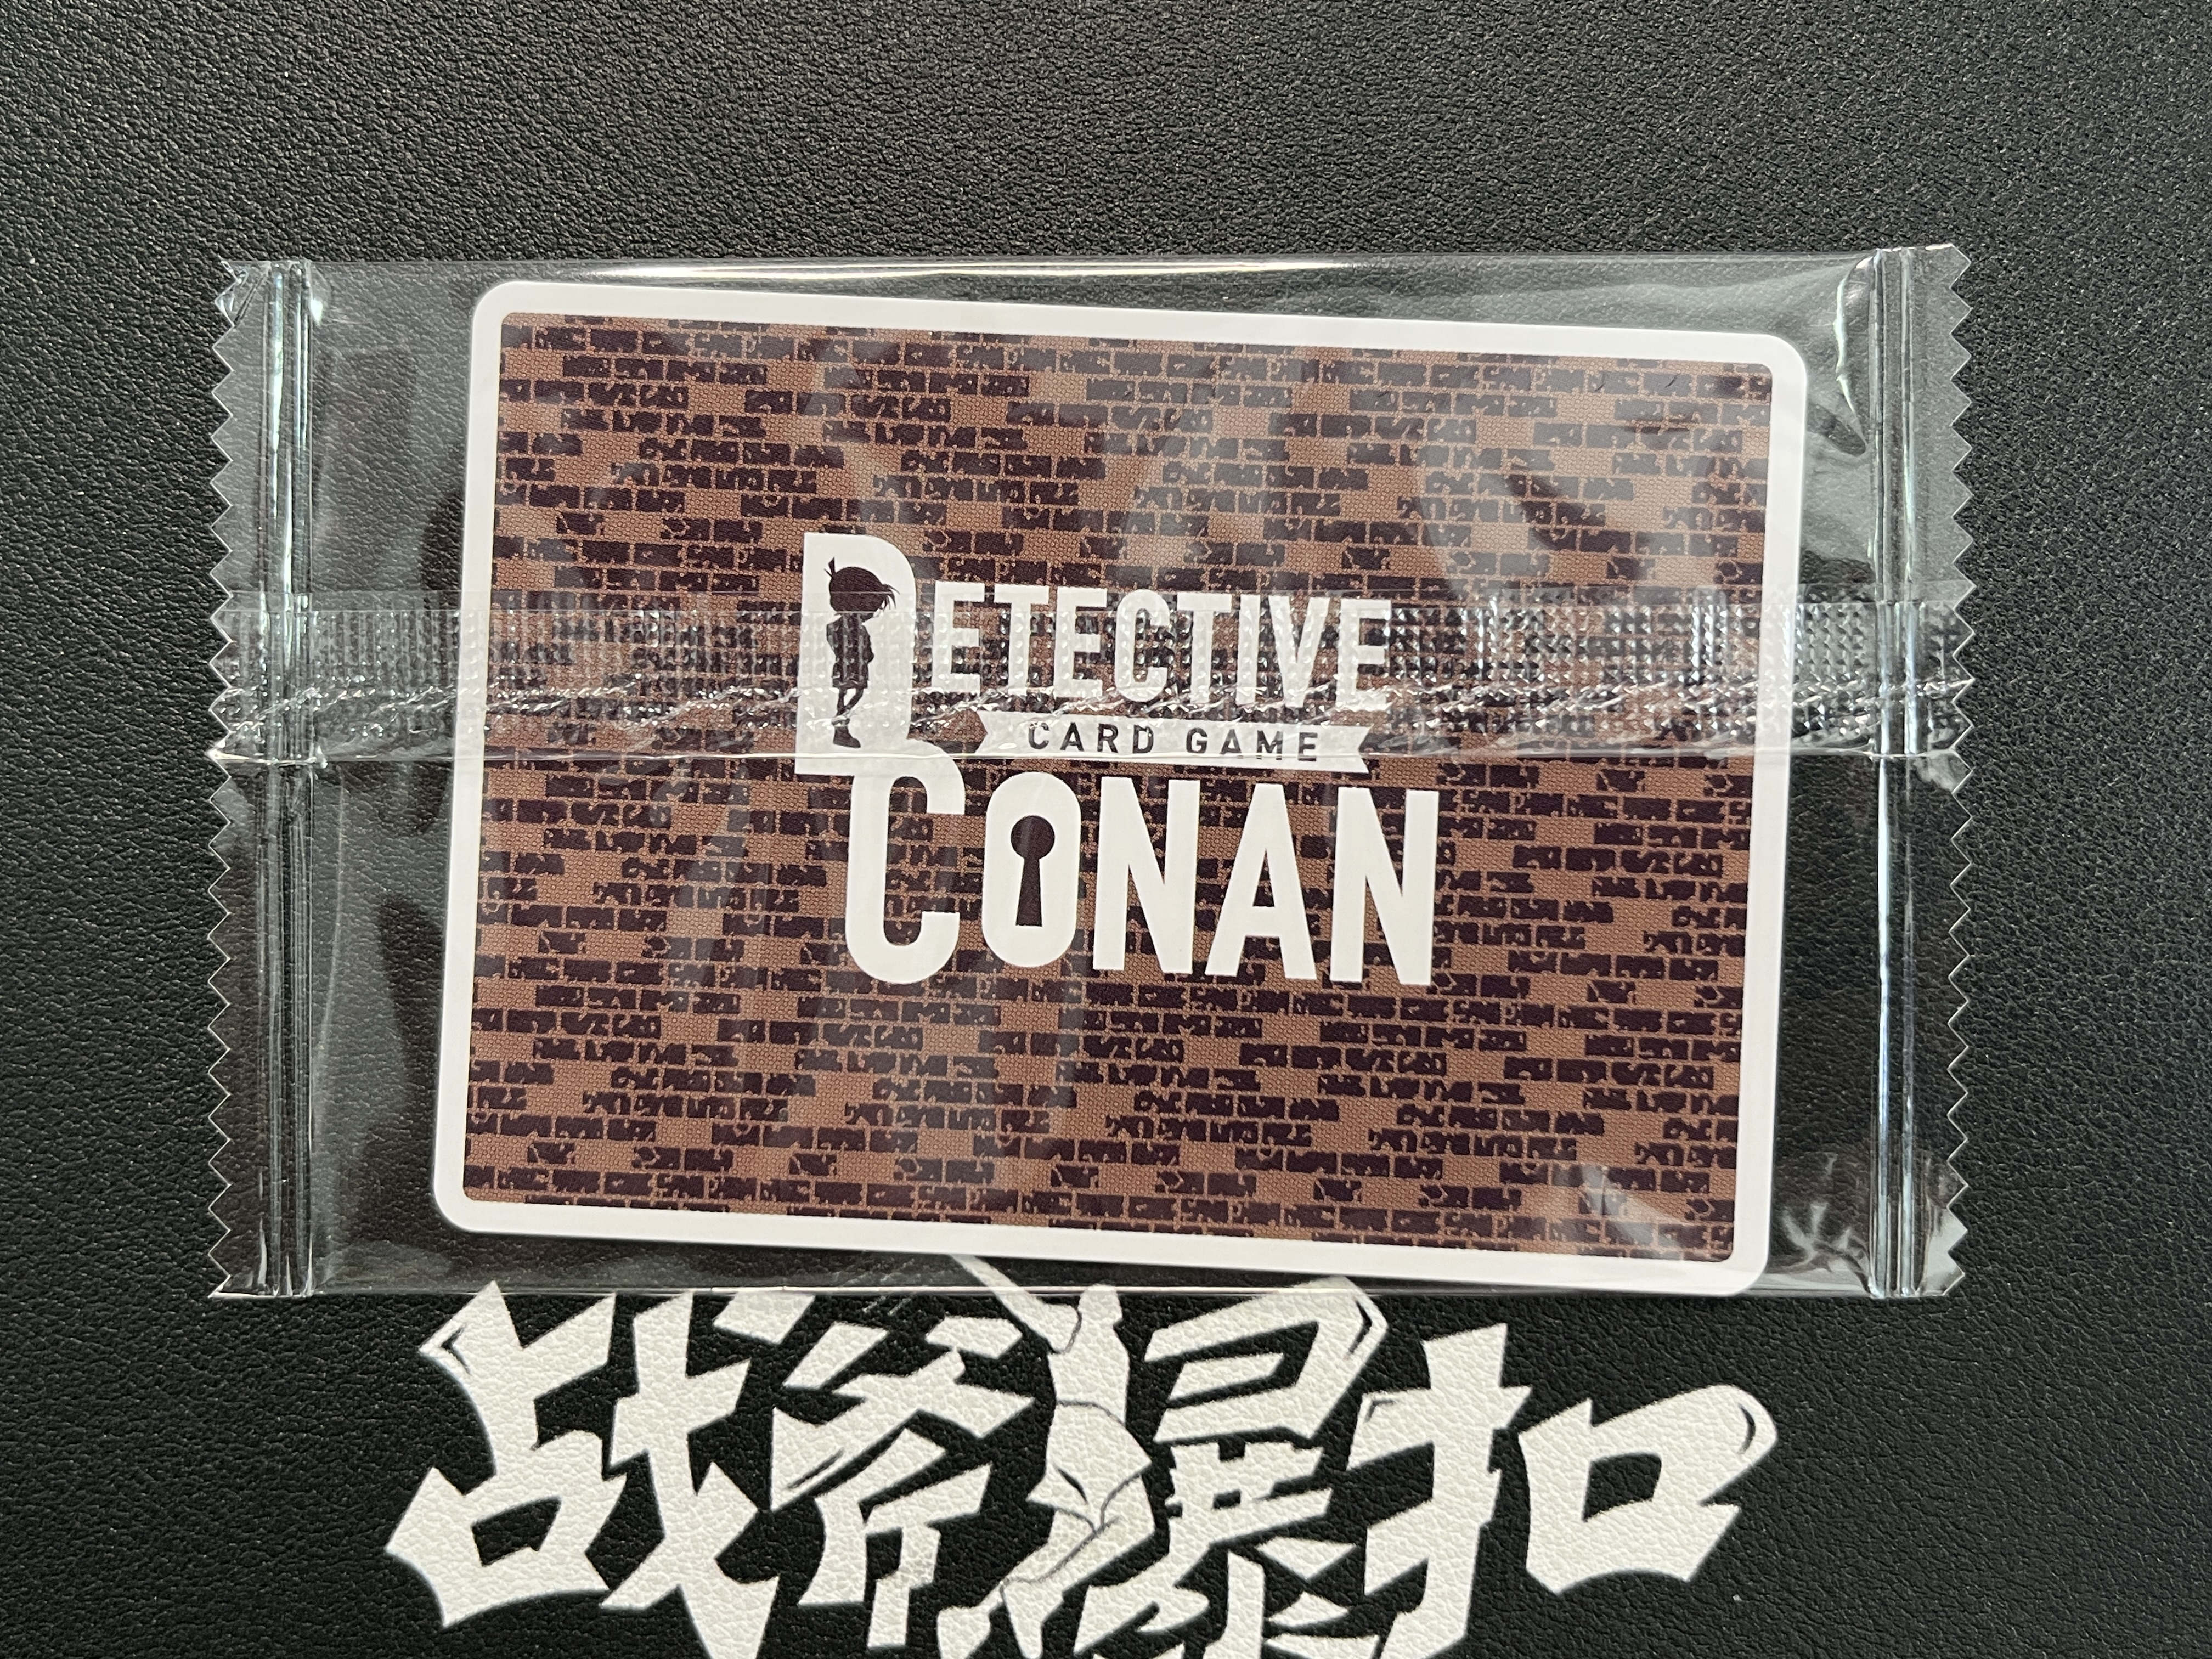 DETECTIVE
CARD GAME
CONAN
战斧爆扣